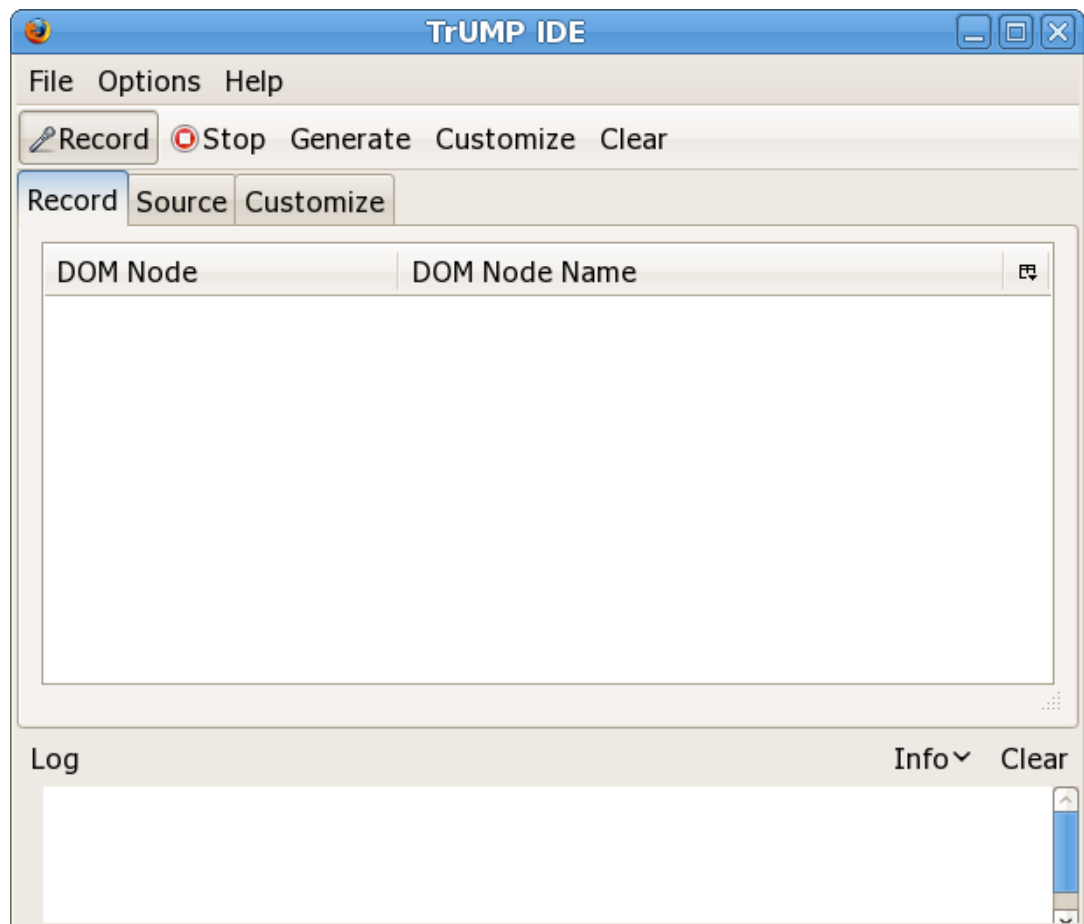 TrUMP IDE
File Options Help
Record Stop Generate Customize Clear
Record Source Customize
DOM Node DOM Node Name
Log Info Clear